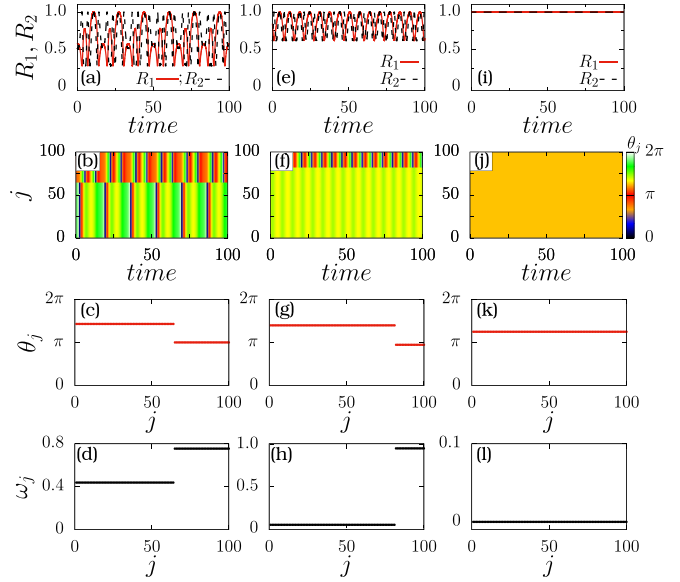 R₁, R₂
1.0
0.5
0
(a)
R₁ ;R₂
0 50 100
time
1.0
0.5
0
(e)
R₁
R₂
0 50 100
time
1.0
0.5
0
(i)
R₁
R₂
0 50 100
time
j
100
50
0
(b)
0 50 100
time
100
50
0
(f)
0 50 100
time
100
50
0
(j)
0 50 100
time
θⱼ
2π
π
0
θⱼ
2π
π
0
(c)
0 50 100
j
2π
π
0
(g)
0 50 100
j
2π
π
0
(k)
0 50 100
j
ωⱼ
0.8
0.4
0
(d)
0 50 100
j
1.0
0.5
0
(h)
0 50 100
j
0.1
0
(l)
0 50 100
j